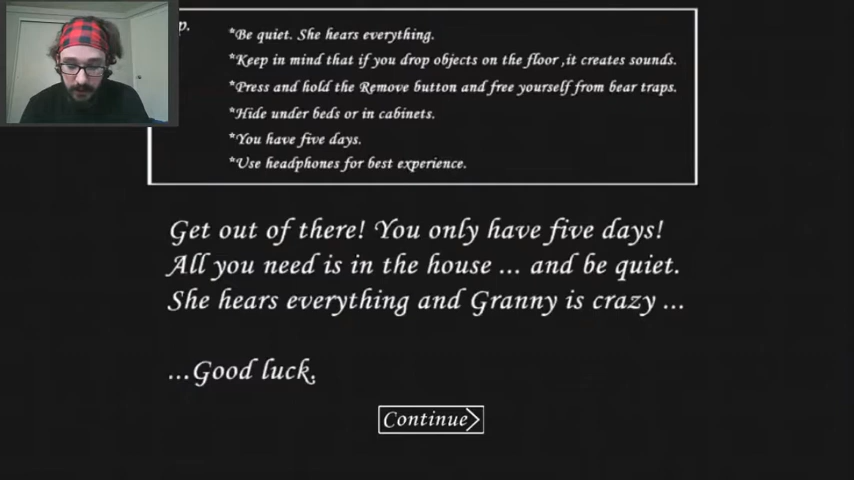 p.
*Be quiet. She hears everything.
*Keep in mind that if you drop objects on the floor ,it creates sounds.
*Press and hold the Remove button and free yourself from bear traps.
*Hide under beds or in cabinets.
*You have five days.
*Use headphones for best experience.
Get out of there! You only have five days!
All you need is in the house ... and be quiet.
She hears everything and Granny is crazy ...
...Good luck.
Continue>